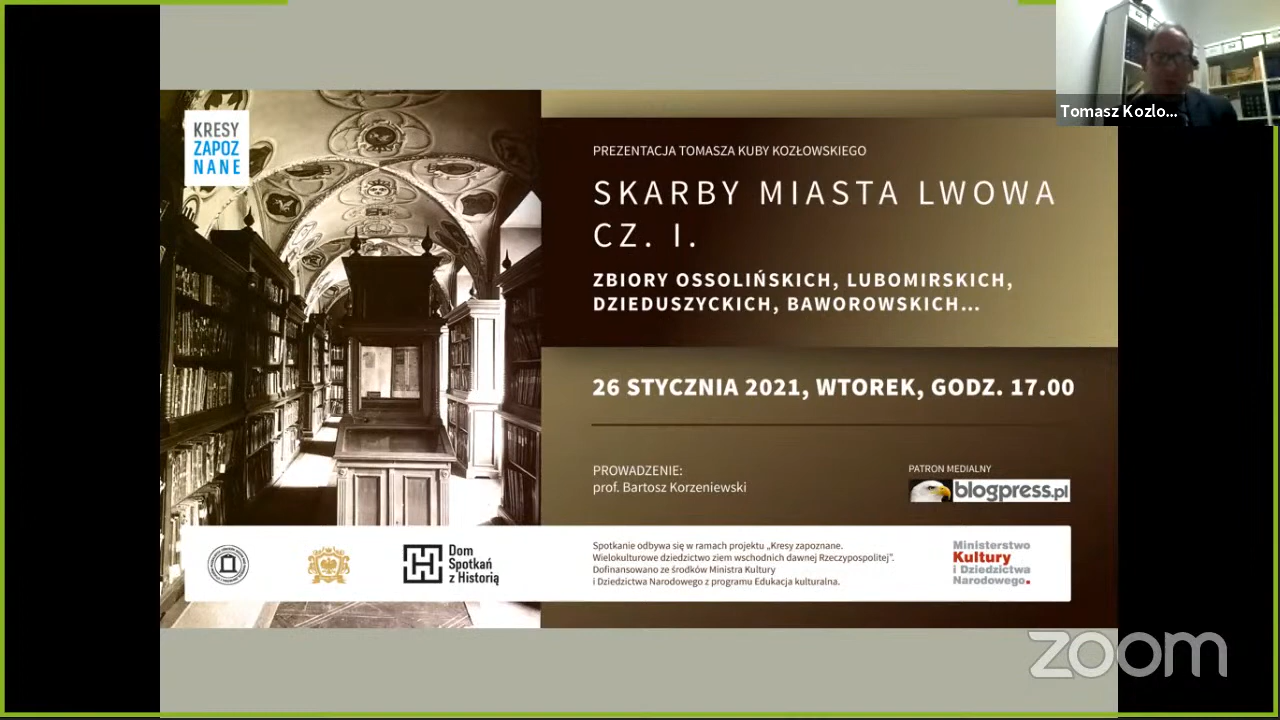 Tomasz Kozlo...
KRESY
ZAPOZ
NANE
PREZENTACJA TOMASZA KUBY KOZŁOWSKIEGO
SKARBY MIASTA LWOWA
CZ. I.
ZBIORY OSSOLIŃSKICH, LUBOMIRSKICH,
DZIEDUSZYCKICH, BAWOROWSKICH...
26 STYCZNIA 2021, WTOREK, GODZ. 17.00
PROWADZENIE:
prof. Bartosz Korzeniewski
PATRON MEDIALNY
blogpress.pl
Dom
Spotkań
z Historią
Spotkanie odbywa się w ramach projektu „Kresy zapoznane.
Wielokulturowe dziedzictwo ziem wschodnich dawnej Rzeczypospolitej”.
Dofinansowano ze środków Ministra Kultury
i Dziedzictwa Narodowego z programu Edukacja kulturalna.
Ministerstwo
Kultury
i Dziedzictwa
Narodowego.
zoom